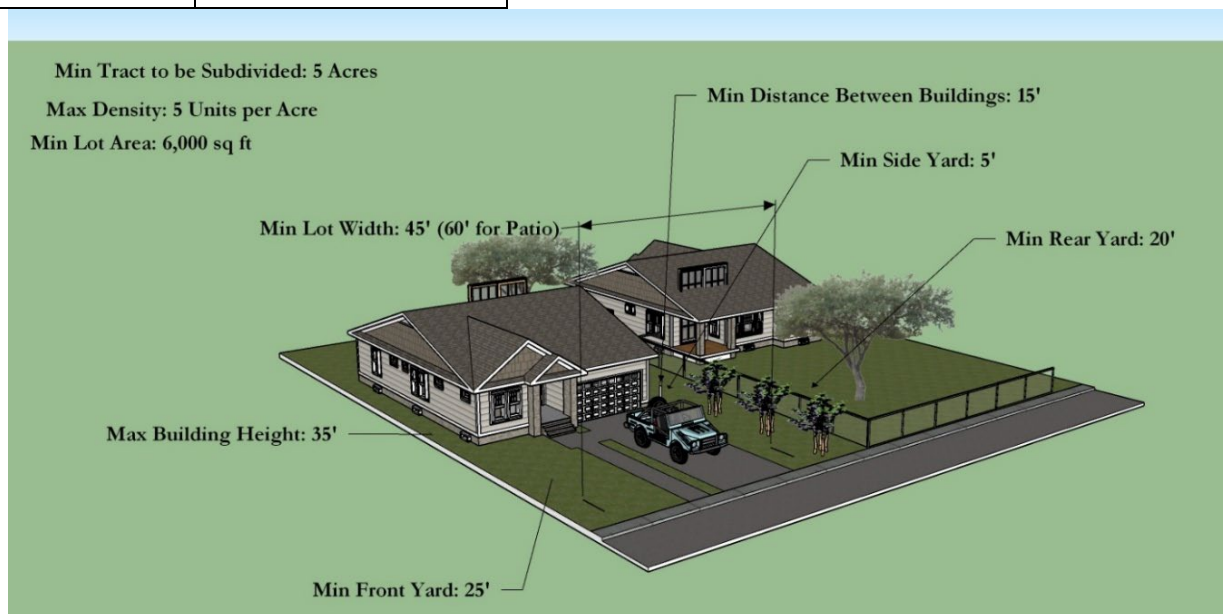 Min Tract to be Subdivided: 5 Acres
Max Density: 5 Units per Acre
Min Lot Area: 6,000 sq ft
Min Distance Between Buildings: 15'
Min Side Yard: 5'
Min Lot Width: 45' (60' for Patio)
Min Rear Yard: 20'
Max Building Height: 35'
Min Front Yard: 25'